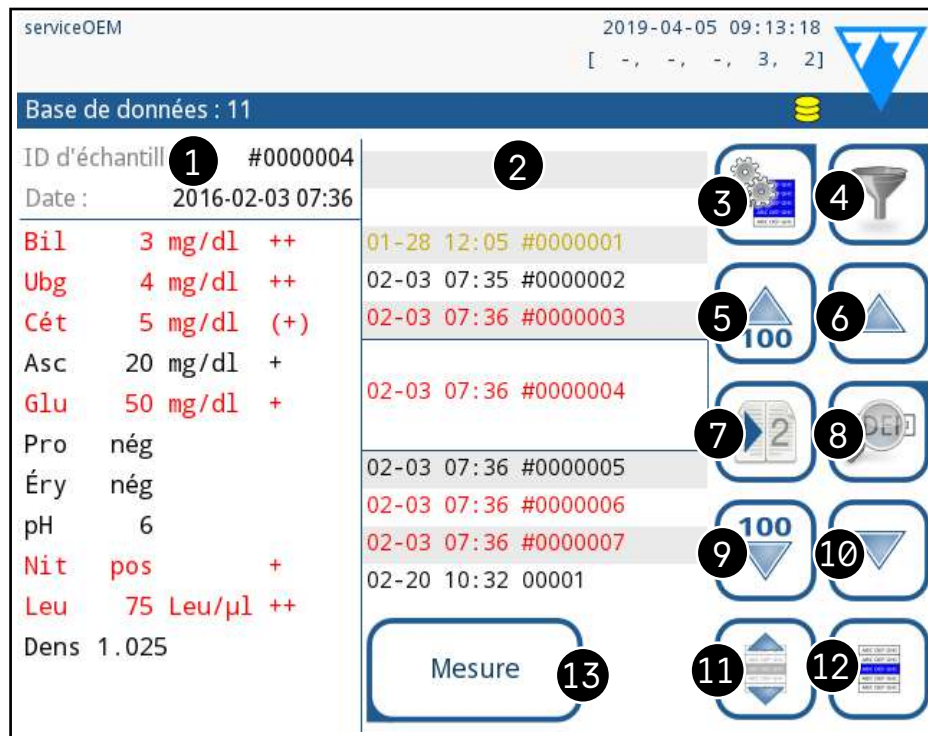 serviceOEM 2019-04-05 09:13:18
[ -, -, -, 3, 2]
77
Base de données : 11
ID d'échantill 1 #0000004
Date : 2016-02-03 07:36
Bil 3 mg/dl ++
Ubg 4 mg/dl ++
Cét 5 mg/dl (+)
Asc 20 mg/dl +
Glu 50 mg/dl +
Pro nég
Éry nég
pH 6
Nit pos +
Leu 75 Leu/µl ++
Dens 1.025
2
01-28 12:05 #0000001
02-03 07:35 #0000002
02-03 07:36 #0000003
02-03 07:36 #0000004
02-03 07:36 #0000005
02-03 07:36 #0000006
02-03 07:36 #0000007
02-20 10:32 00001
Mesure 13
3
4
5 100
6
7 2
8 DEF
9 100
10
11
12